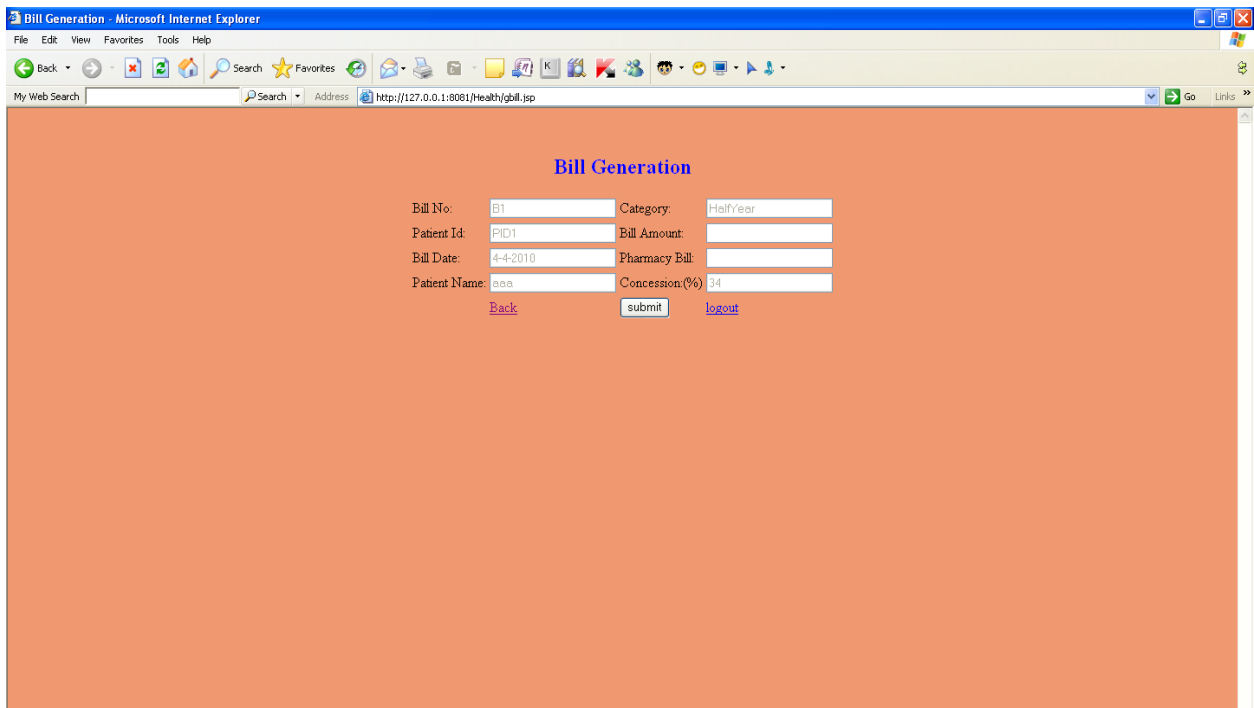 Bill Generation - Microsoft Internet Explorer
File Edit View Favorites Tools Help
Back Search Favorites
My Web Search Search Address http://127.0.0.1:8081/Health/gbill.jsp Go Links »
Bill Generation
Bill No: B1 Category: HalfYear
Patient Id: PID1 Bill Amount:
Bill Date: 4-4-2010 Pharmacy Bill:
Patient Name: aaa Concession:(%) 34
Back submit logout